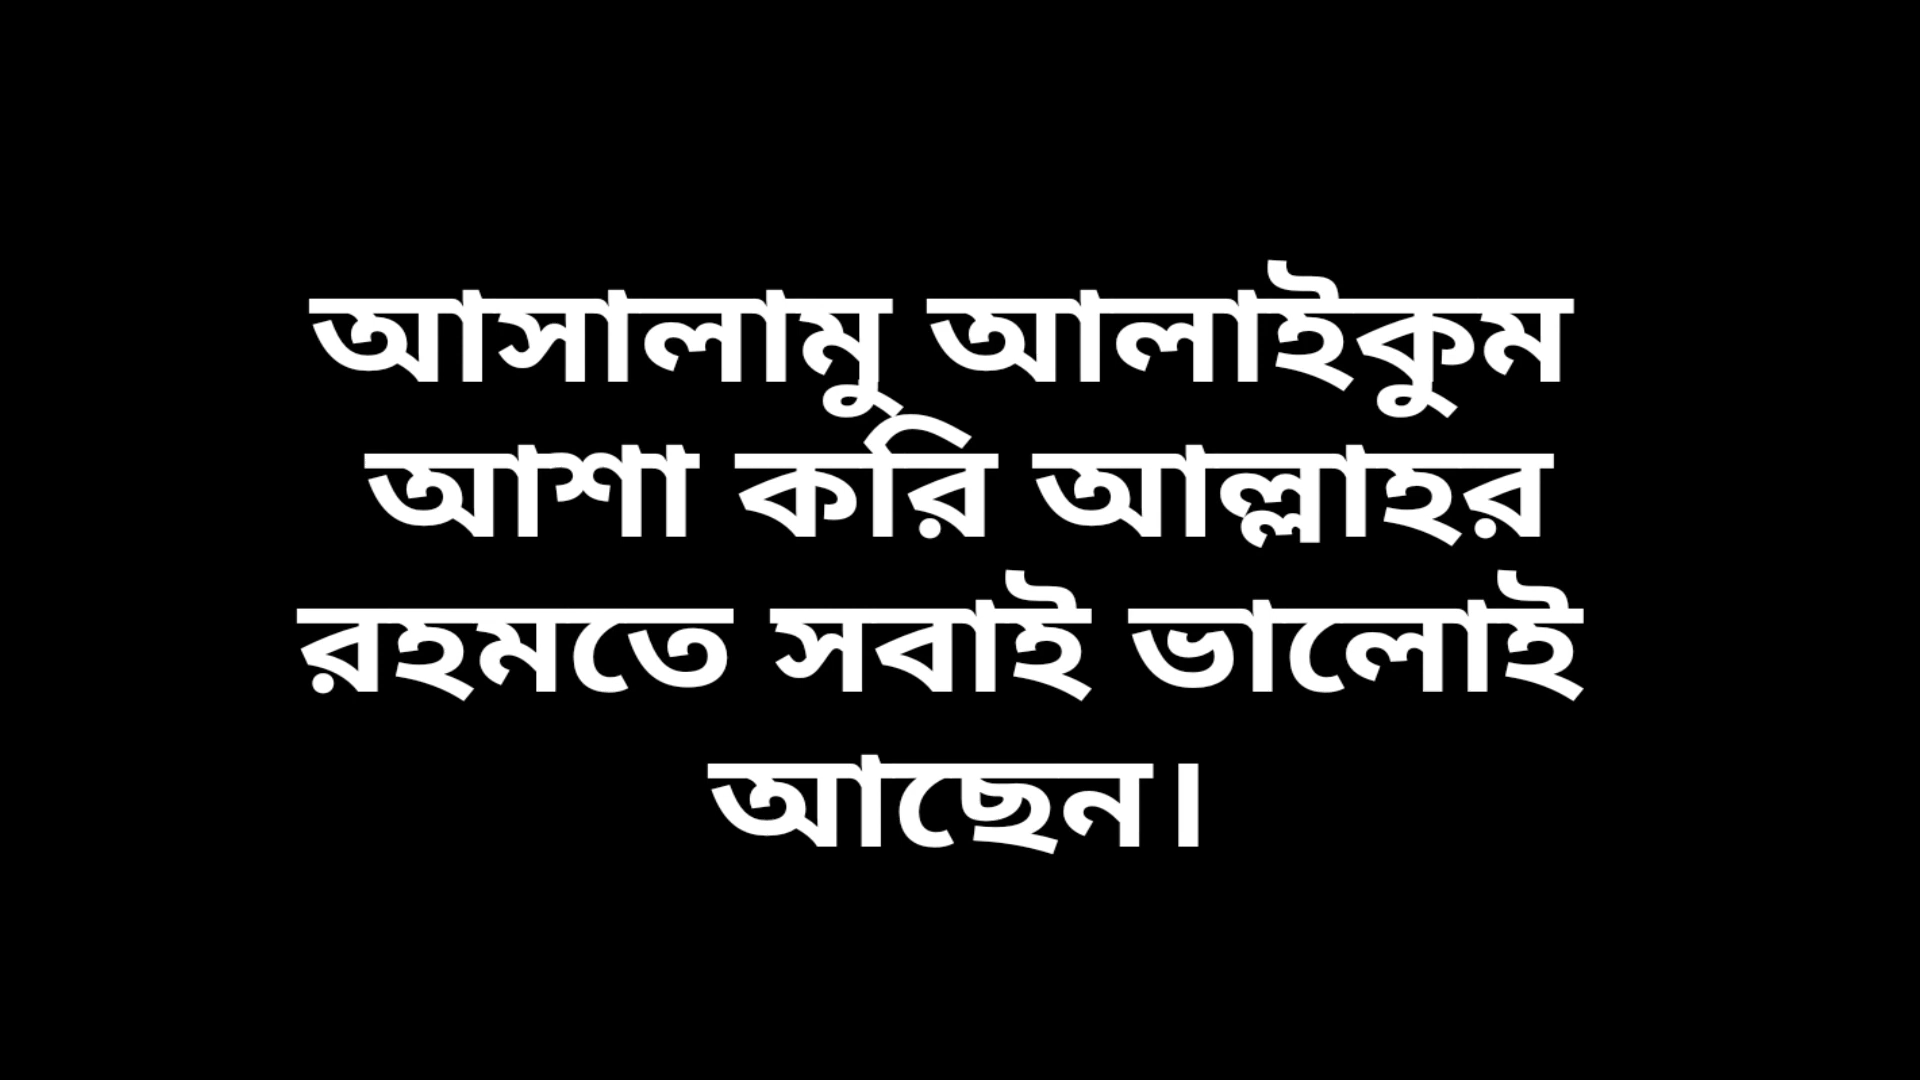 আসালামু আলাইকুম
আশা করি আল্লাহর
রহমতে সবাই ভালোই
আছেন।